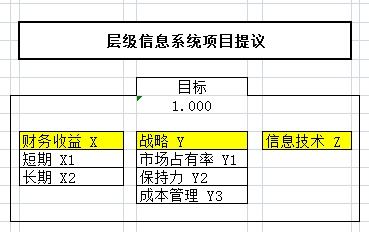 层级信息系统项目提议
目标
1.000
财务收益 X 战略 Y 信息技术 Z
短期 X1 市场占有率 Y1
长期 X2 保持力 Y2
成本管理 Y3